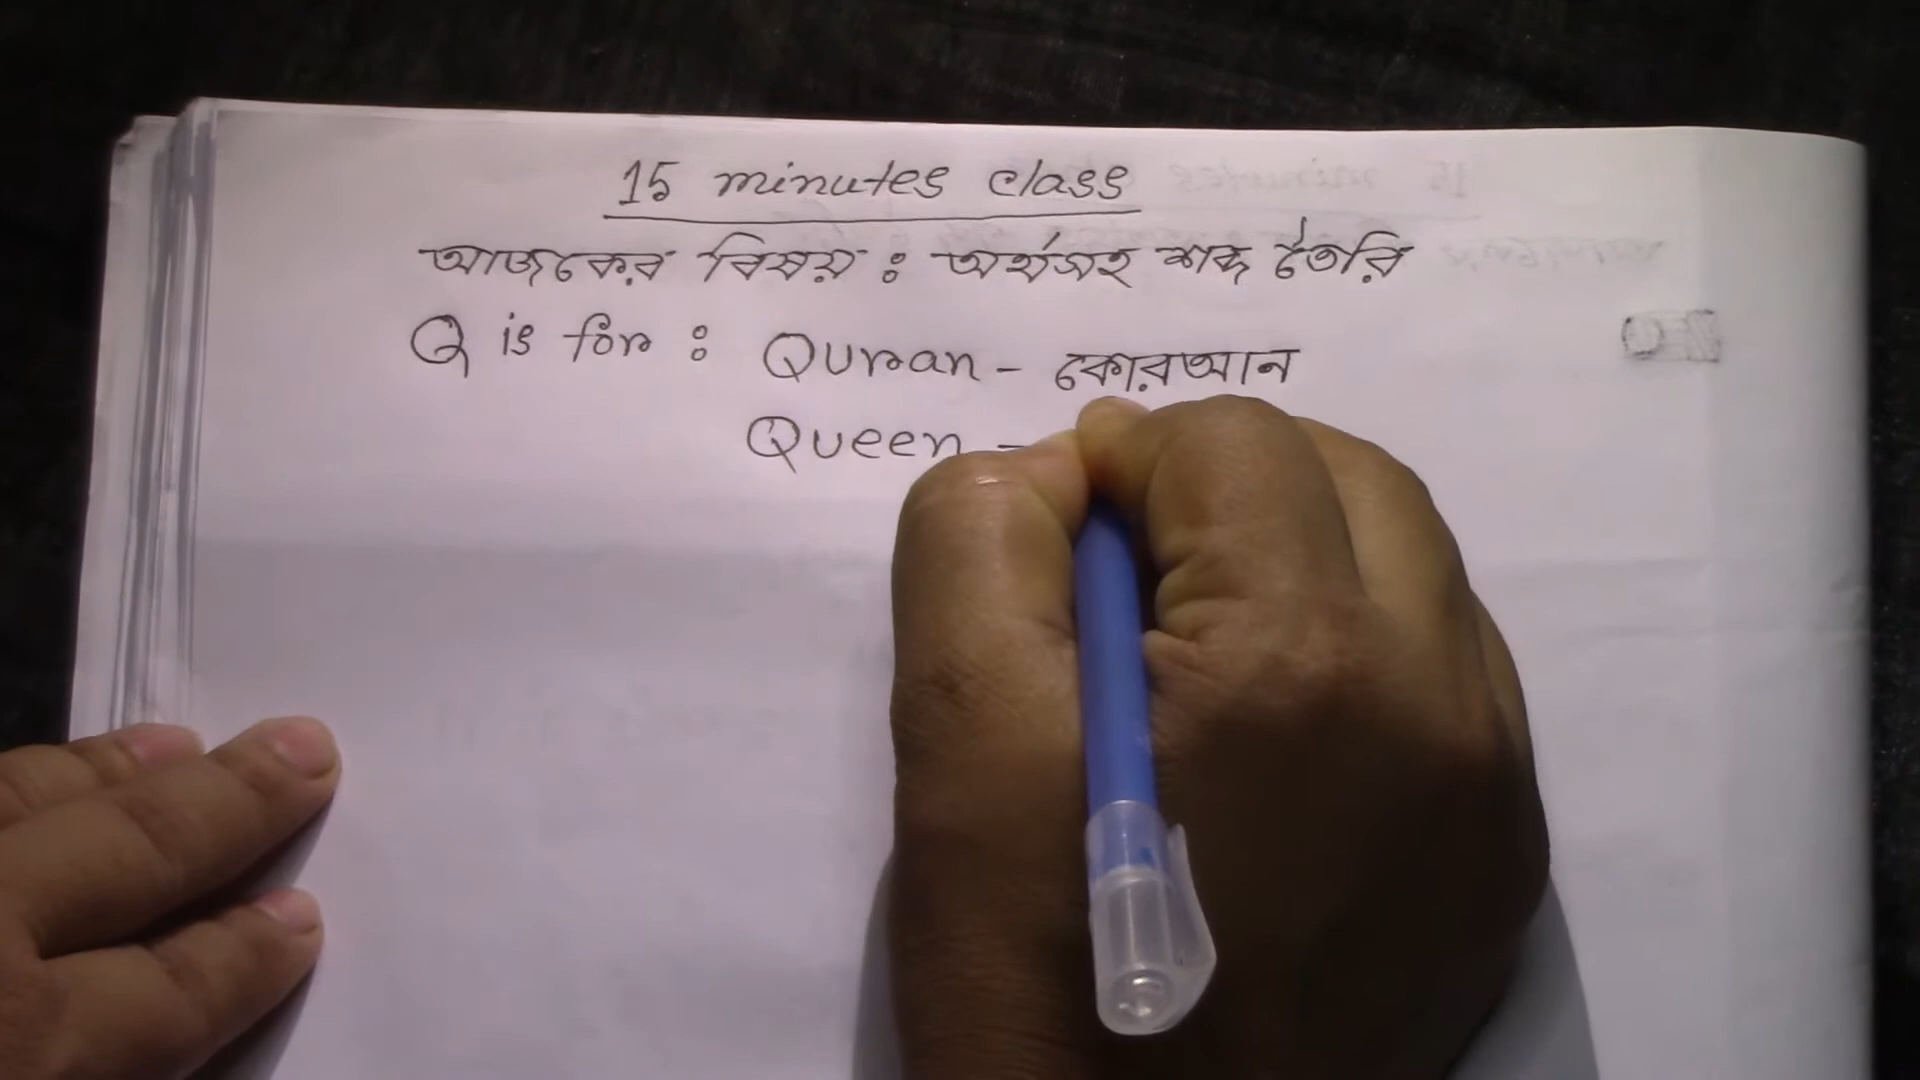 15 minutes class
আজকের বিষয় : অর্থসহ শব্দ তৈরি
Q is for : Quran - কোরআন
Queen -